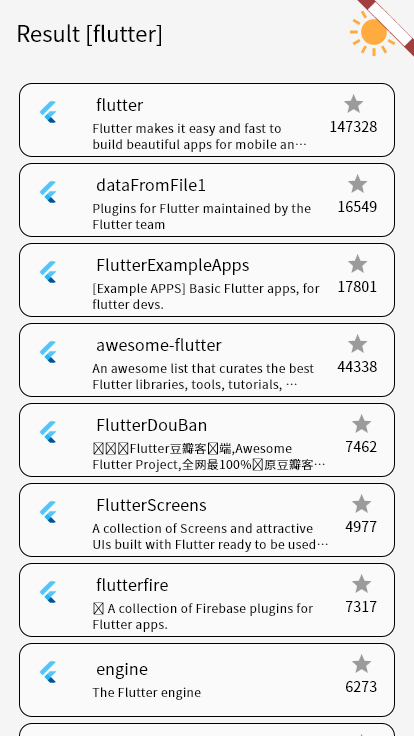 Result [flutter]
flutter
Flutter makes it easy and fast to
build beautiful apps for mobile an…
147328
dataFromFile1
Plugins for Flutter maintained by the
Flutter team
16549
FlutterExampleApps
[Example APPS] Basic Flutter apps, for
flutter devs.
17801
awesome-flutter
An awesome list that curates the best
Flutter libraries, tools, tutorials, …
44338
FlutterDouBan
Flutter豆瓣客端,Awesome
Flutter Project,全网最100%原豆瓣客…
7462
FlutterScreens
A collection of Screens and attractive
UIs built with Flutter ready to be used…
4977
flutterfire
A collection of Firebase plugins for
Flutter apps.
7317
engine
The Flutter engine
6273